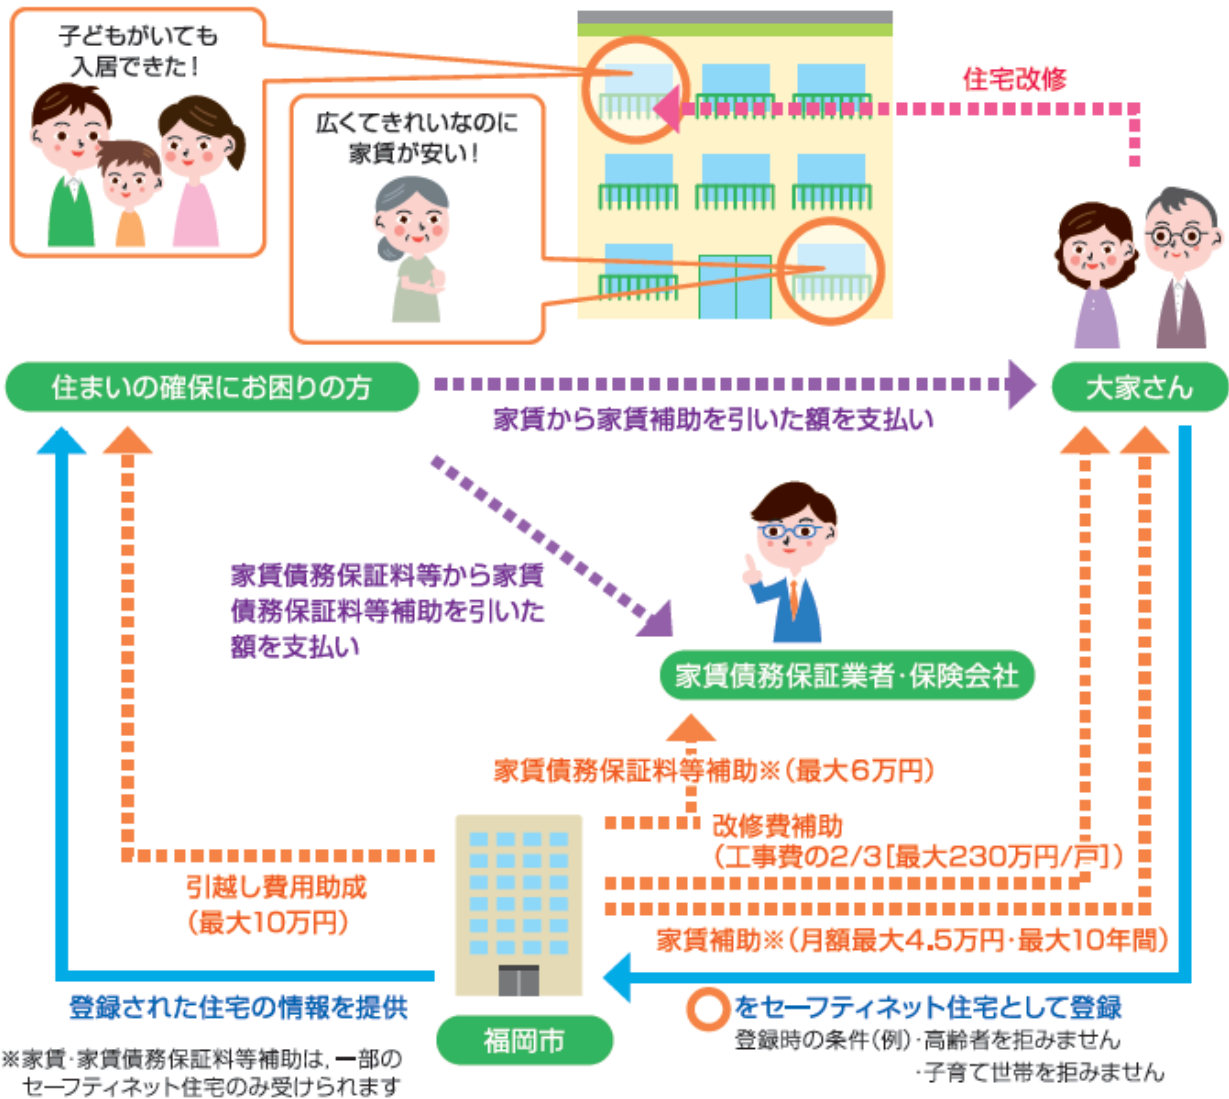 子どもがいても
入居できた！
広くてきれいなのに
家賃が安い！
住宅改修
住まいの確保にお困りの方
大家さん
家賃から家賃補助を引いた額を支払い
家賃債務保証料等から家賃
債務保証料等補助を引いた
額を支払い
家賃債務保証業者・保険会社
家賃債務保証料等補助※（最大6万円）
改修費補助
（工事費の2/3［最大230万円/戸］）
引越し費用助成
（最大10万円）
家賃補助※（月額最大4.5万円・最大10年間）
登録された住宅の情報を提供
をセーフティネット住宅として登録
登録時の条件（例）・高齢者を拒みません
・子育て世帯を拒みません
福岡市
※家賃・家賃債務保証料等補助は，一部の
セーフティネット住宅のみ受けられます